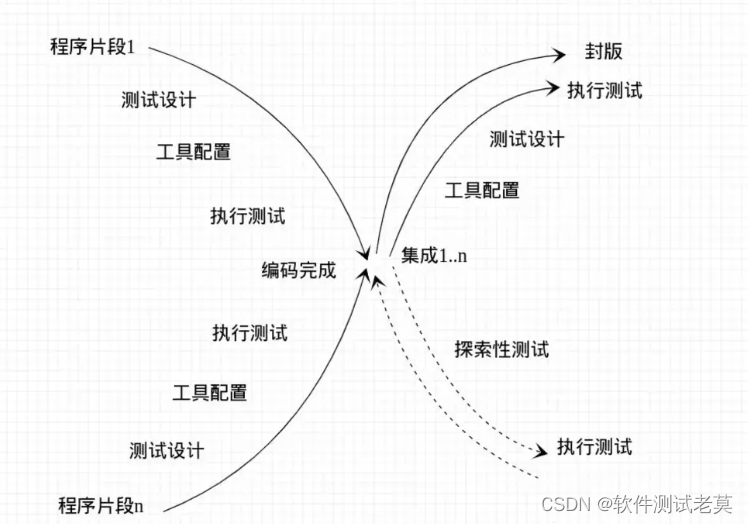 程序片段1
测试设计
工具配置
执行测试
编码完成
执行测试
工具配置
测试设计
程序片段n
封版
执行测试
测试设计
工具配置
集成1..n
探索性测试
执行测试
CSDN @软件测试老莫